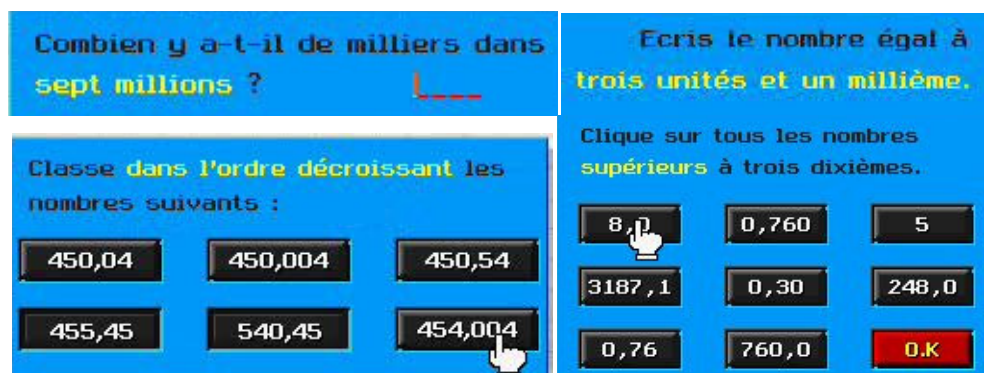 Combien y a-t-il de milliers dans
sept millions ?
Ecris le nombre égal à
trois unités et un millième.
Classe dans l'ordre décroissant les
nombres suivants :
450,04 450,004 450,54
455,45 540,45 454,004
Clique sur tous les nombres
supérieurs à trois dixièmes.
8,0 0,760 5
3187,1 0,30 248,0
0,76 760,0 O.K